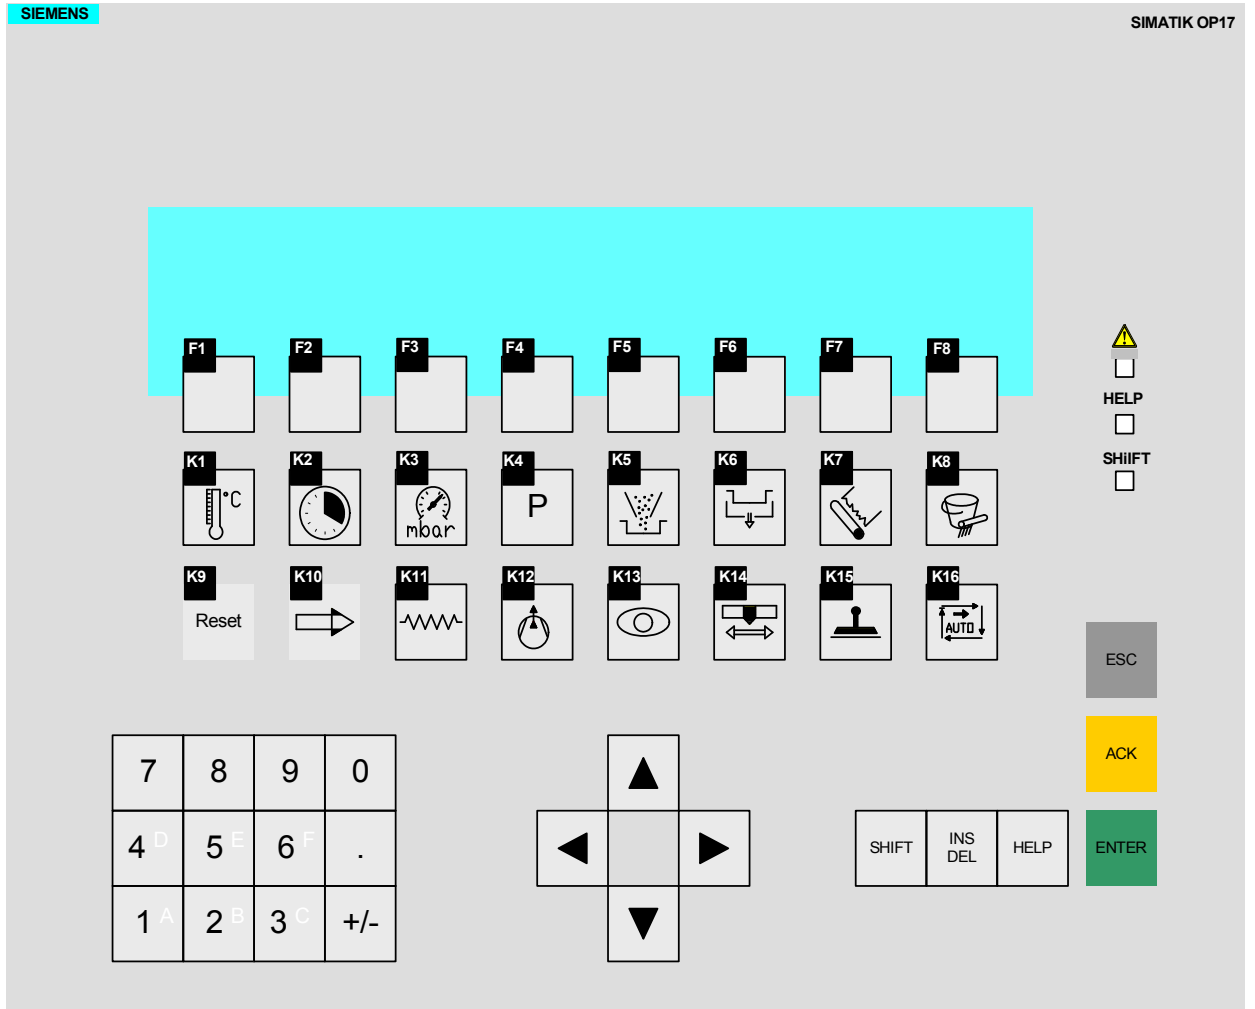 SIEMENS
SIMATIK OP17
F1 F2 F3 F4 F5 F6 F7 F8
HELP
SHiIFT
K1 K2 K3 K4 K5 K6 K7 K8
°C
P
mbar
K9 K10 K11 K12 K13 K14 K15 K16
Reset
AUTO
ESC
ACK
7 8 9 0
4 D 5 E 6 F .
1 A 2 B 3 C +/-
SHIFT
INS
DEL
HELP
ENTER